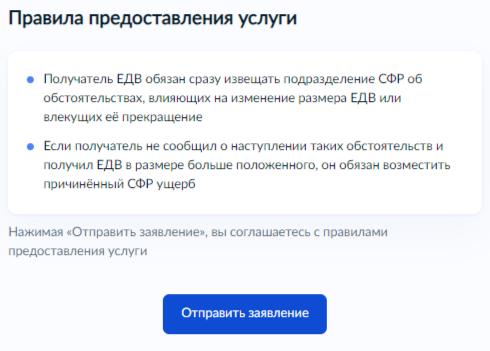 Правила предоставления услуги
Получатель ЕДВ обязан сразу извещать подразделение СФР об
обстоятельствах, влияющих на изменение размера ЕДВ или
влекущих её прекращение
Если получатель не сообщил о наступлении таких обстоятельств и
получил ЕДВ в размере больше положенного, он обязан возместить
причинённый СФР ущерб
Нажимая «Отправить заявление», вы соглашаетесь с правилами
предоставления услуги
Отправить заявление